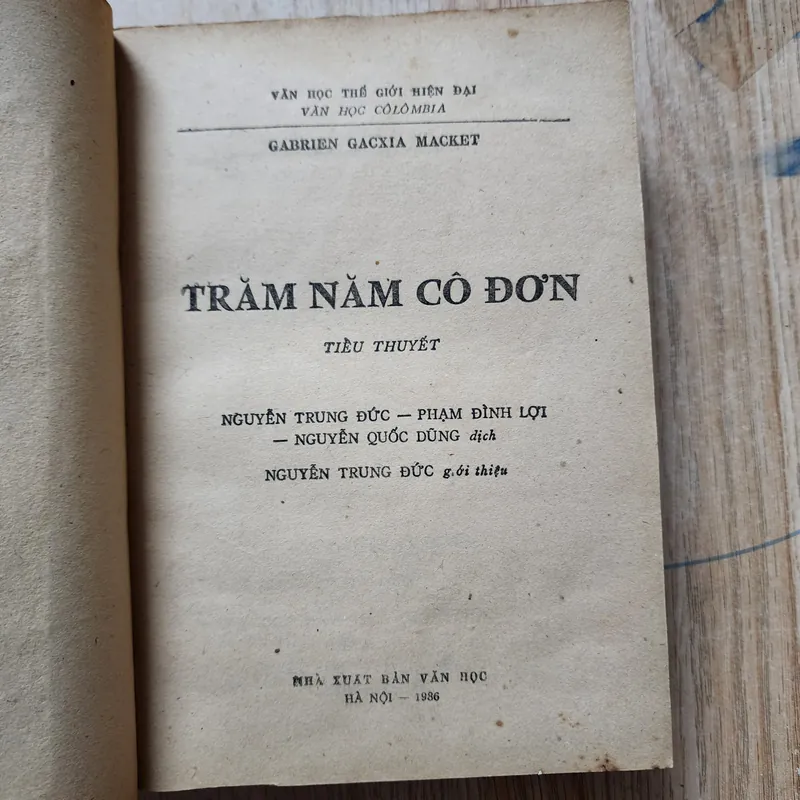 VĂN HỌC THẾ GIỚI HIỆN ĐẠI
VĂN HỌC CÔLÔMBIA
GABRIEN GACXIA MACKET
TRĂM NĂM CÔ ĐƠN
TIỂU THUYẾT
NGUYỄN TRUNG ĐỨC — PHẠM ĐÌNH LỢI
— NGUYỄN QUỐC DŨNG dịch
NGUYỄN TRUNG ĐỨC giới thiệu
NHÀ XUẤT BẢN VĂN HỌC
HÀ NỘI — 1986